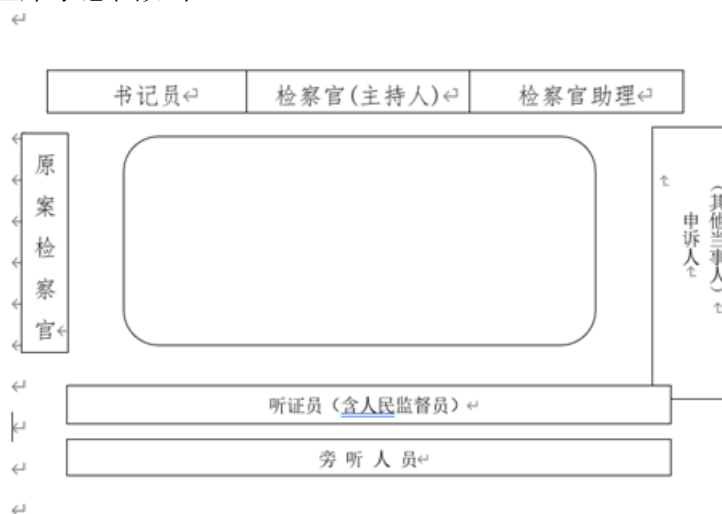 书记员
检察官(主持人)
检察官助理
原案检察官
(其他当事人)
申诉人
听证员（含人民监督员）
旁 听 人 员